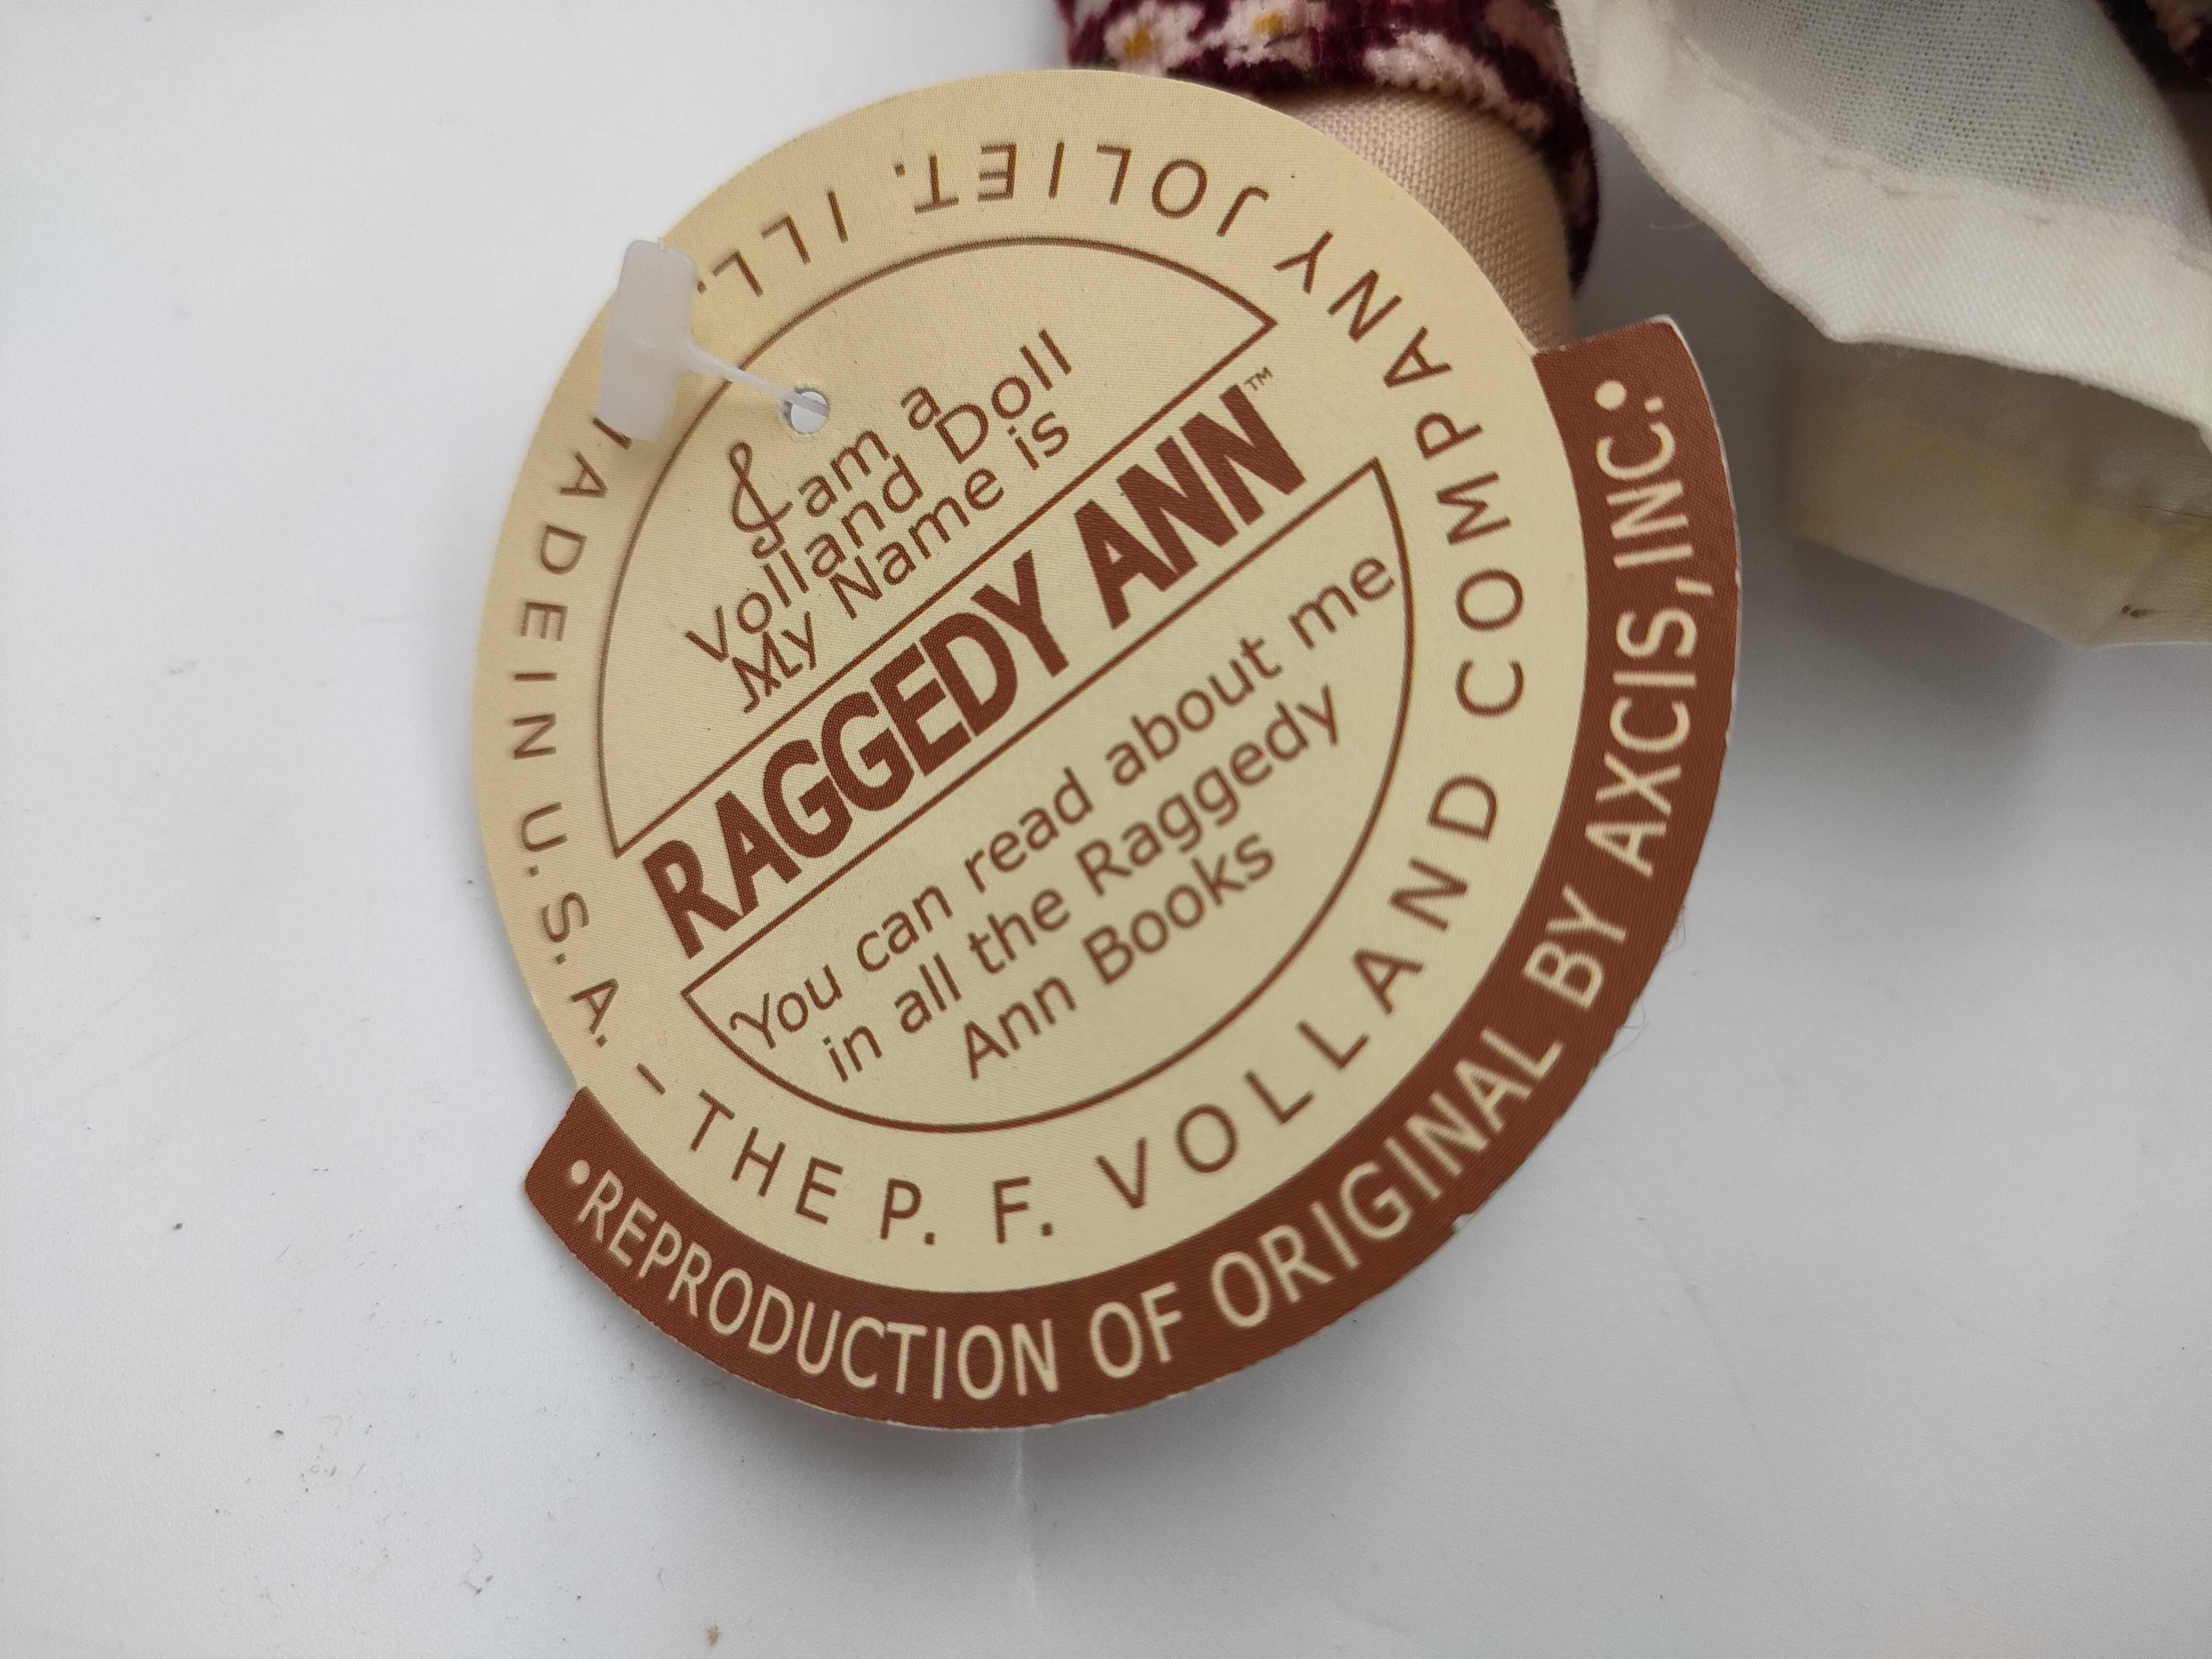 I am a
Volland Doll
My Name is
RAGGEDY ANN™
You can read about me
in all the Raggedy
Ann Books
IN U.S.A. - THE P. F. VOLLAND COMPANY JOLIET. ILL.
•REPRODUCTION OF ORIGINAL BY AXCIS, INC.•